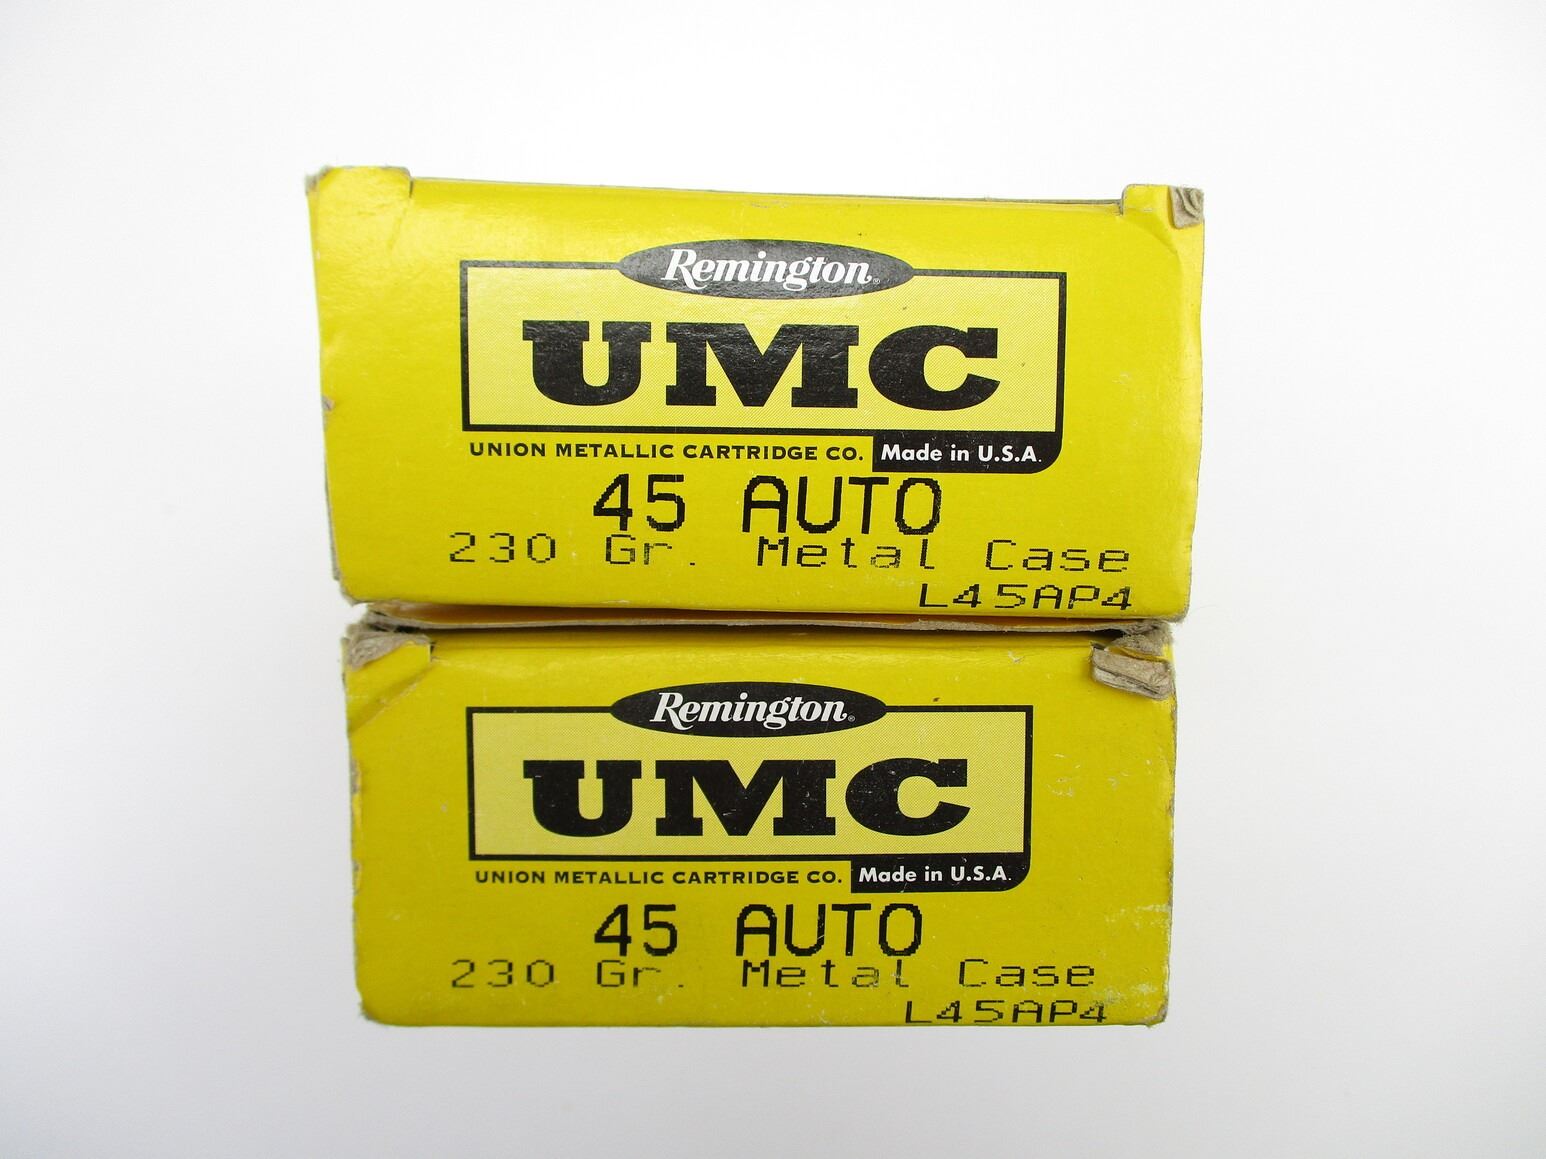 Remington®
UMC
UNION METALLIC CARTRIDGE CO. Made in U.S.A.
45 AUTO
230 Gr. Metal Case
L45AP4
Remington®
UMC
UNION METALLIC CARTRIDGE CO. Made in U.S.A.
45 AUTO
230 Gr. Metal Case
L45AP4